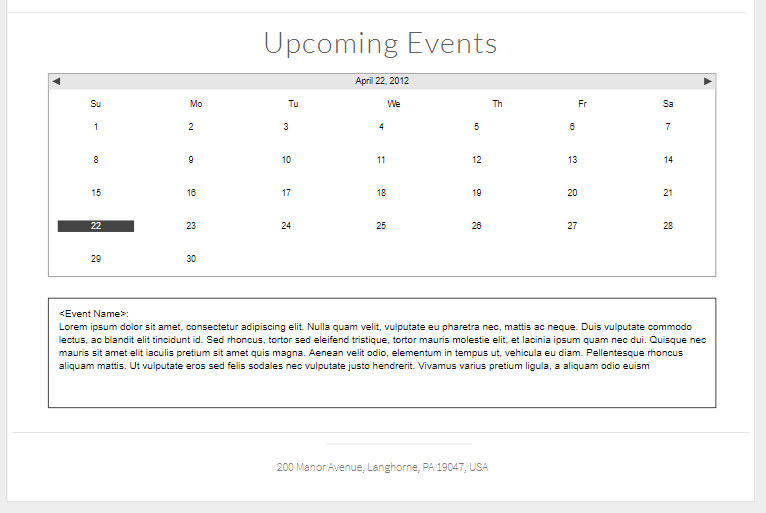 Upcoming Events
◀ April 22, 2012 ▶
Su Mo Tu We Th Fr Sa
1 2 3 4 5 6 7
8 9 10 11 12 13 14
15 16 17 18 19 20 21
22 23 24 25 26 27 28
29 30
<Event Name>:
Lorem ipsum dolor sit amet, consectetur adipiscing elit. Nulla quam velit, vulputate eu pharetra nec, mattis ac neque. Duis vulputate commodo
lectus, ac blandit elit tincidunt id. Sed rhoncus, tortor sed eleifend tristique, tortor mauris molestie elit, et lacinia ipsum quam nec dui. Quisque nec
mauris sit amet elit iaculis pretium sit amet quis magna. Aenean velit odio, elementum in tempus ut, vehicula eu diam. Pellentesque rhoncus
aliquam mattis. Ut vulputate eros sed felis sodales nec vulputate justo hendrerit. Vivamus varius pretium ligula, a aliquam odio euism
200 Manor Avenue, Langhorne, PA 19047, USA